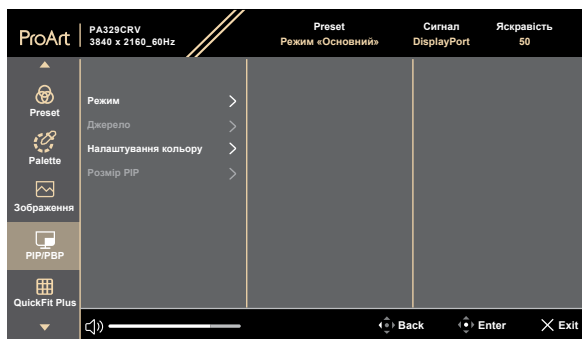 ProArt
PA329CRV
3840 x 2160_60Hz
Preset
Режим «Основний»
Сигнал
DisplayPort
Яскравість
50
Preset
Palette
Зображення
PIP/PBP
QuickFit Plus
Режим
Джерело
Налаштування кольору
Розмір PIP
Back
Enter
Exit